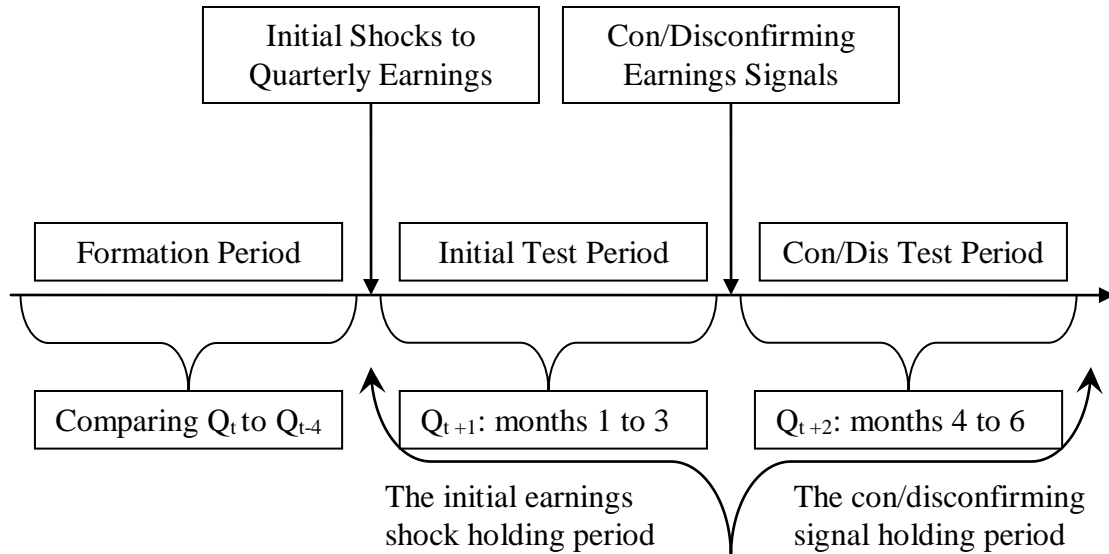 Initial Shocks to
Quarterly Earnings
Con/Disconfirming
Earnings Signals
Formation Period
Initial Test Period
Con/Dis Test Period
Comparing Qt to Qt-4
Qt +1: months 1 to 3
Qt +2: months 4 to 6
The initial earnings
shock holding period
The con/disconfirming
signal holding period